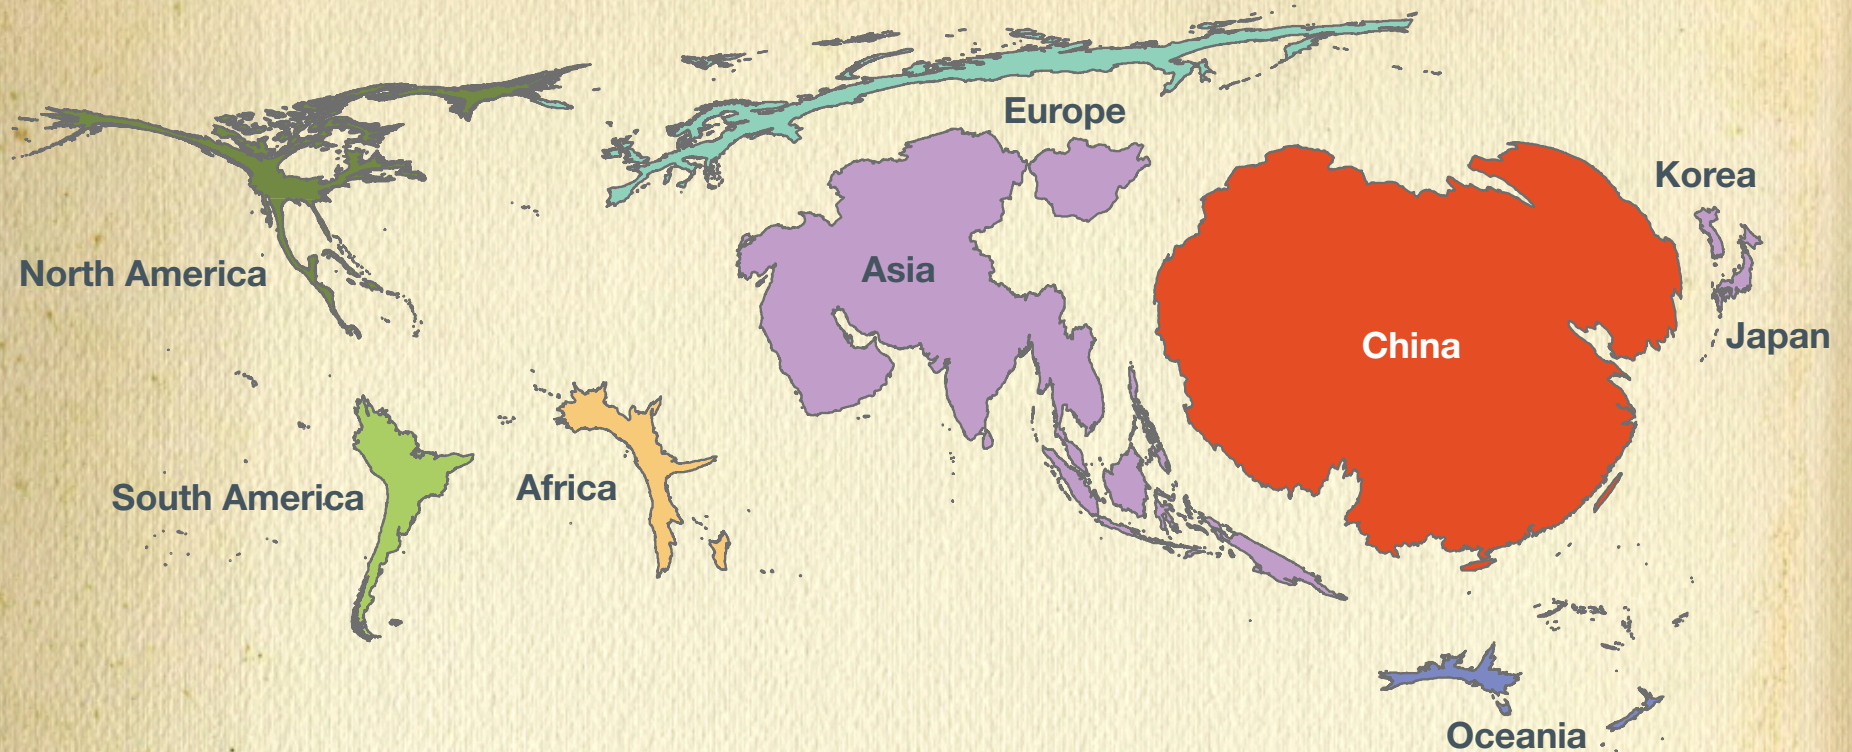 Europe
Korea
North America
Asia
China
Japan
South America
Africa
Oceania